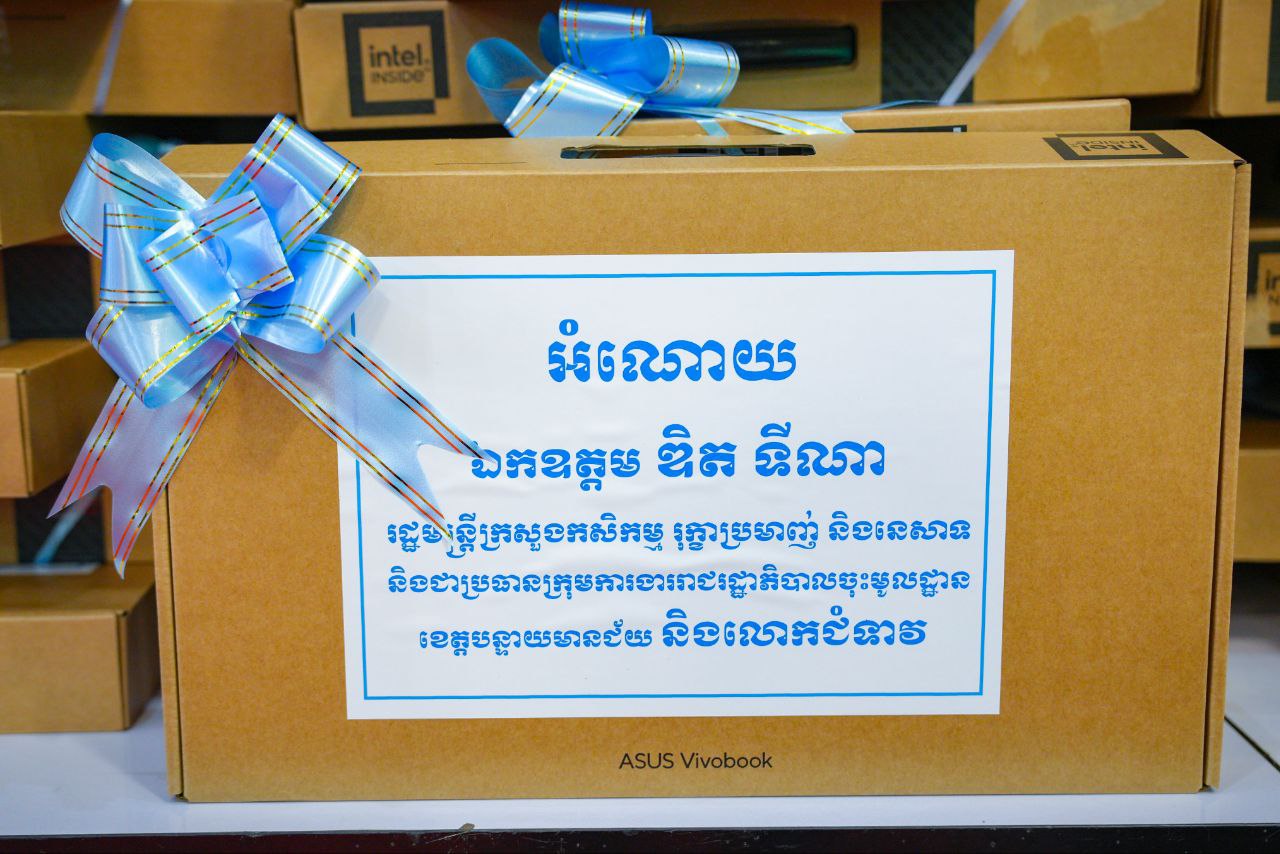 intel.
INSIDE™
intel
INSIDE™
អំណោយ
ឯកឧត្តម ឌិត ទីណា
រដ្ឋមន្ត្រីក្រសួងកសិកម្ម រុក្ខាប្រមាញ់ និងនេសាទ
និងជាប្រធានក្រុមការងាររាជរដ្ឋាភិបាលចុះមូលដ្ឋាន
ខេត្តបន្ទាយមានជ័យ និងលោកជំទាវ
ASUS Vivobook